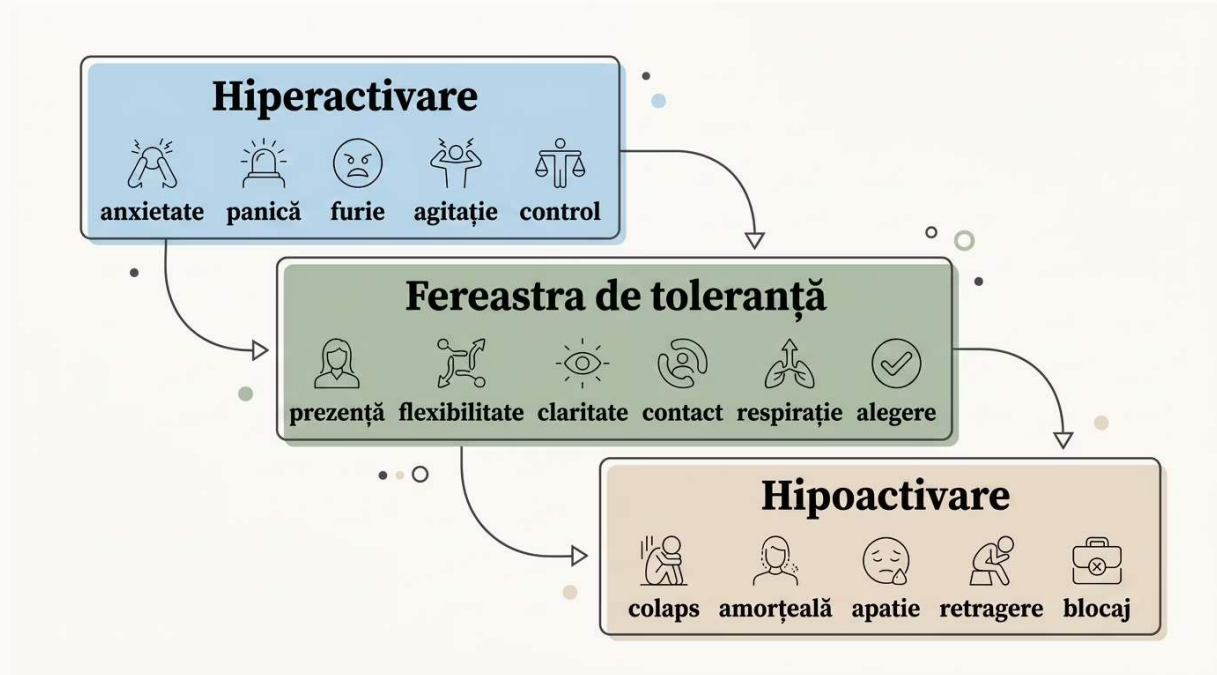 Hiperactivare
anxietate panică furie agitație control
Fereastra de toleranță
prezență flexibilitate claritate contact respirație alegere
Hipoactivare
colaps amorțeală apatie retragere blocaj